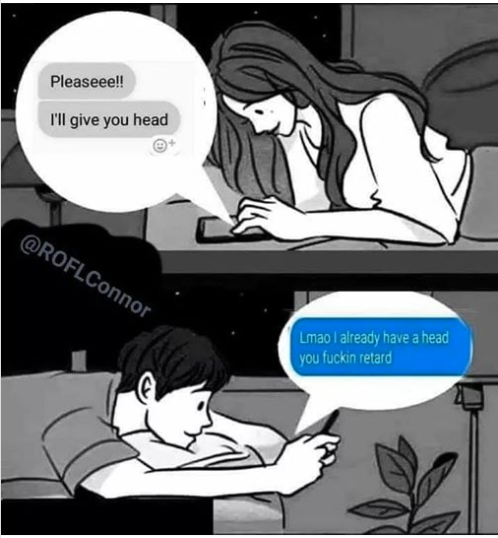 Pleaseee!!
I'll give you head
@ROFLConnor
Lmao I already have a head
you fuckin retard